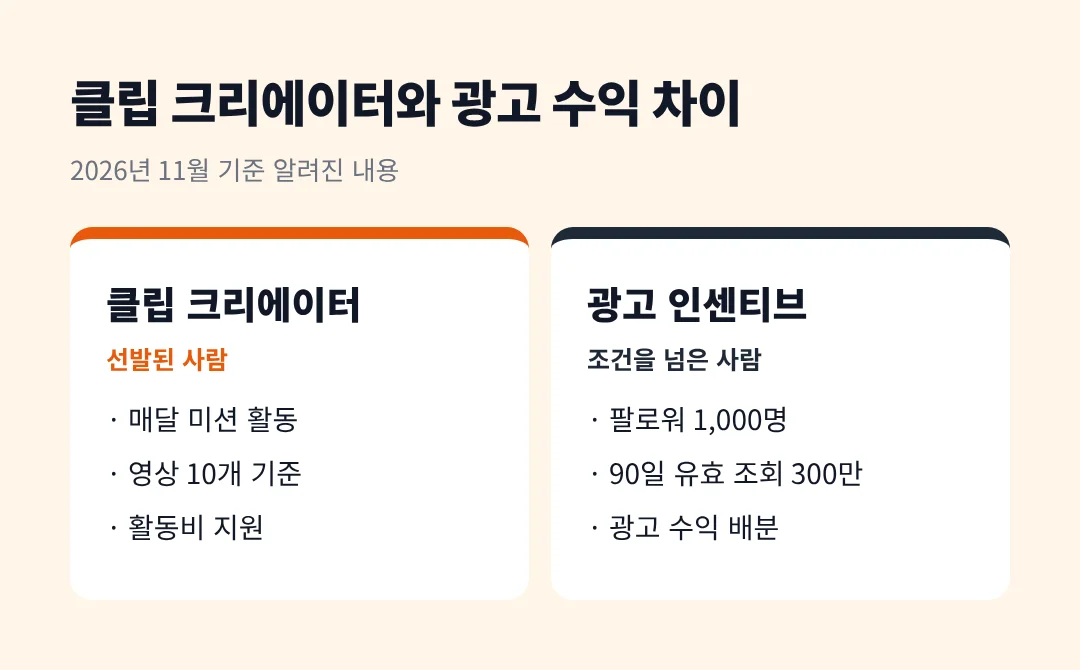 클립 크리에이터와 광고 수익 차이
2026년 11월 기준 알려진 내용
클립 크리에이터
선발된 사람
· 매달 미션 활동
· 영상 10개 기준
· 활동비 지원
광고 인센티브
조건을 넘은 사람
· 팔로워 1,000명
· 90일 유효 조회 300만
· 광고 수익 배분